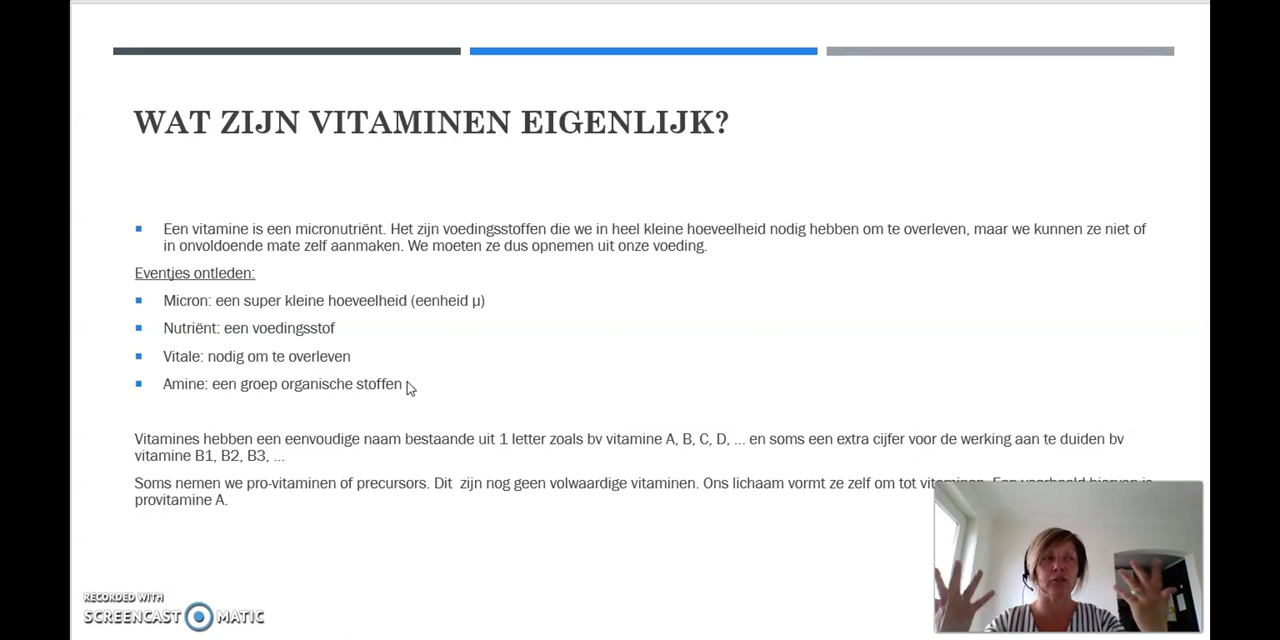 WAT ZIJN VITAMINEN EIGENLIJK?
Een vitamine is een micronutriënt. Het zijn voedingsstoffen die we in heel kleine hoeveelheid nodig hebben om te overleven, maar we kunnen ze niet of
in onvoldoende mate zelf aanmaken. We moeten ze dus opnemen uit onze voeding.
Eventjes ontleden:
Micron: een super kleine hoeveelheid (eenheid µ)
Nutriënt: een voedingsstof
Vitale: nodig om te overleven
Amine: een groep organische stoffen
Vitamines hebben een eenvoudige naam bestaande uit 1 letter zoals bv vitamine A, B, C, D, ... en soms een extra cijfer voor de werking aan te duiden bv
vitamine B1, B2, B3, ...
Soms nemen we pro-vitaminen of precursors. Dit zijn nog geen volwaardige vitaminen. Ons lichaam vormt ze zelf om tot vitaminen. Een voorbeeld hiervan is
provitamine A.
RECORDED WITH
SCREENCAST MATIC